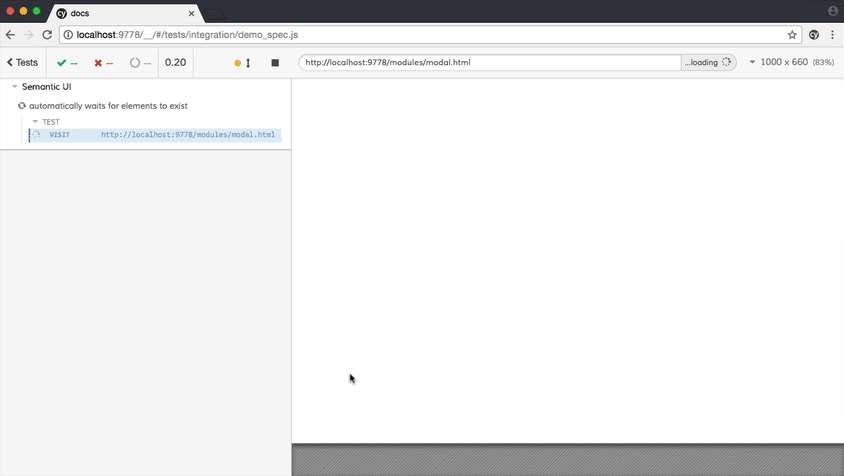 docs
localhost:9778/__/#/tests/integration/demo_spec.js
Tests -- -- -- 0.20 http://localhost:9778/modules/modal.html ...loading 1000 x 660 (83%)
Semantic UI
automatically waits for elements to exist
TEST
VISIT http://localhost:9778/modules/modal.html